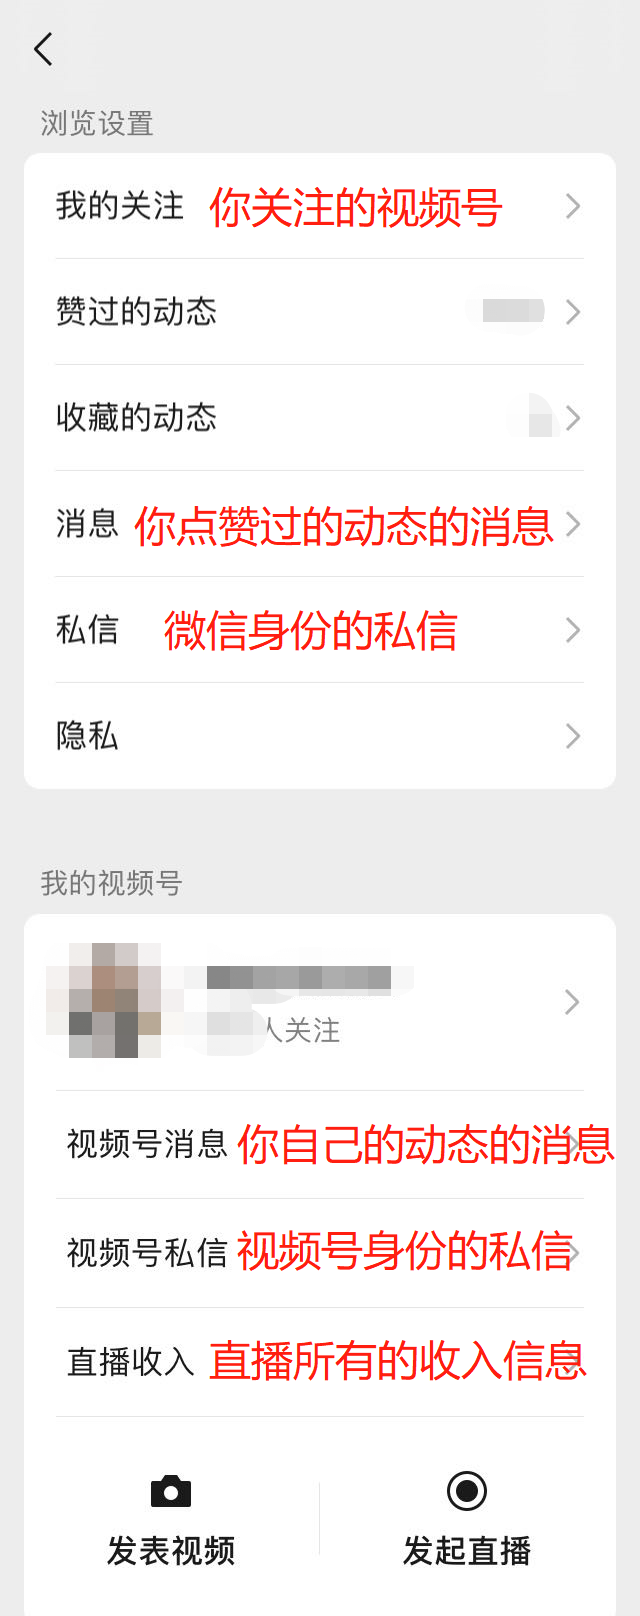 浏览设置
我的关注 你关注的视频号
赞过的动态
收藏的动态
消息 你点赞过的动态的消息
私信 微信身份的私信
隐私
我的视频号
人关注
视频号消息 你自己的动态的消息
视频号私信 视频号身份的私信
直播收入 直播所有的收入信息
发表视频 发起直播